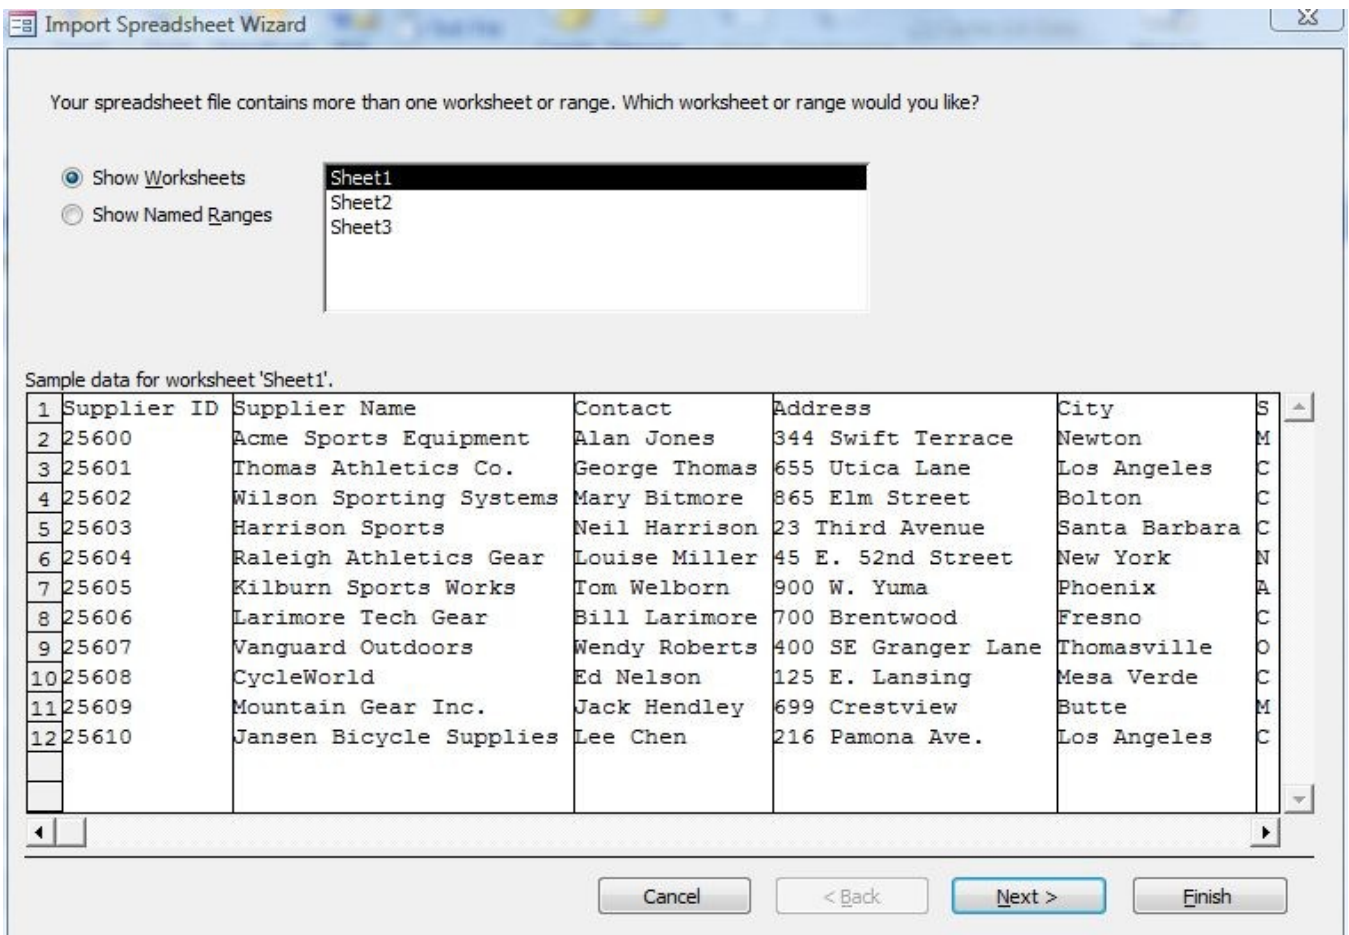 Import Spreadsheet Wizard
Your spreadsheet file contains more than one worksheet or range. Which worksheet or range would you like?
Show Worksheets
Show Named Ranges
Sheet1
Sheet2
Sheet3
Sample data for worksheet 'Sheet1'.
1 Supplier ID Supplier Name Contact Address City S
2 25600 Acme Sports Equipment Alan Jones 344 Swift Terrace Newton M
3 25601 Thomas Athletics Co. George Thomas 655 Utica Lane Los Angeles C
4 25602 Wilson Sporting Systems Mary Bitmore 865 Elm Street Bolton C
5 25603 Harrison Sports Neil Harrison 23 Third Avenue Santa Barbara C
6 25604 Raleigh Athletics Gear Louise Miller 45 E. 52nd Street New York N
7 25605 Kilburn Sports Works Tom Welborn 900 W. Yuma Phoenix A
8 25606 Larimore Tech Gear Bill Larimore 700 Brentwood Fresno C
9 25607 Vanguard Outdoors Wendy Roberts 400 SE Granger Lane Thomasville O
10 25608 CycleWorld Ed Nelson 125 E. Lansing Mesa Verde C
11 25609 Mountain Gear Inc. Jack Hendley 699 Crestview Butte M
12 25610 Jansen Bicycle Supplies Lee Chen 216 Pamona Ave. Los Angeles C
Cancel < Back Next > Finish